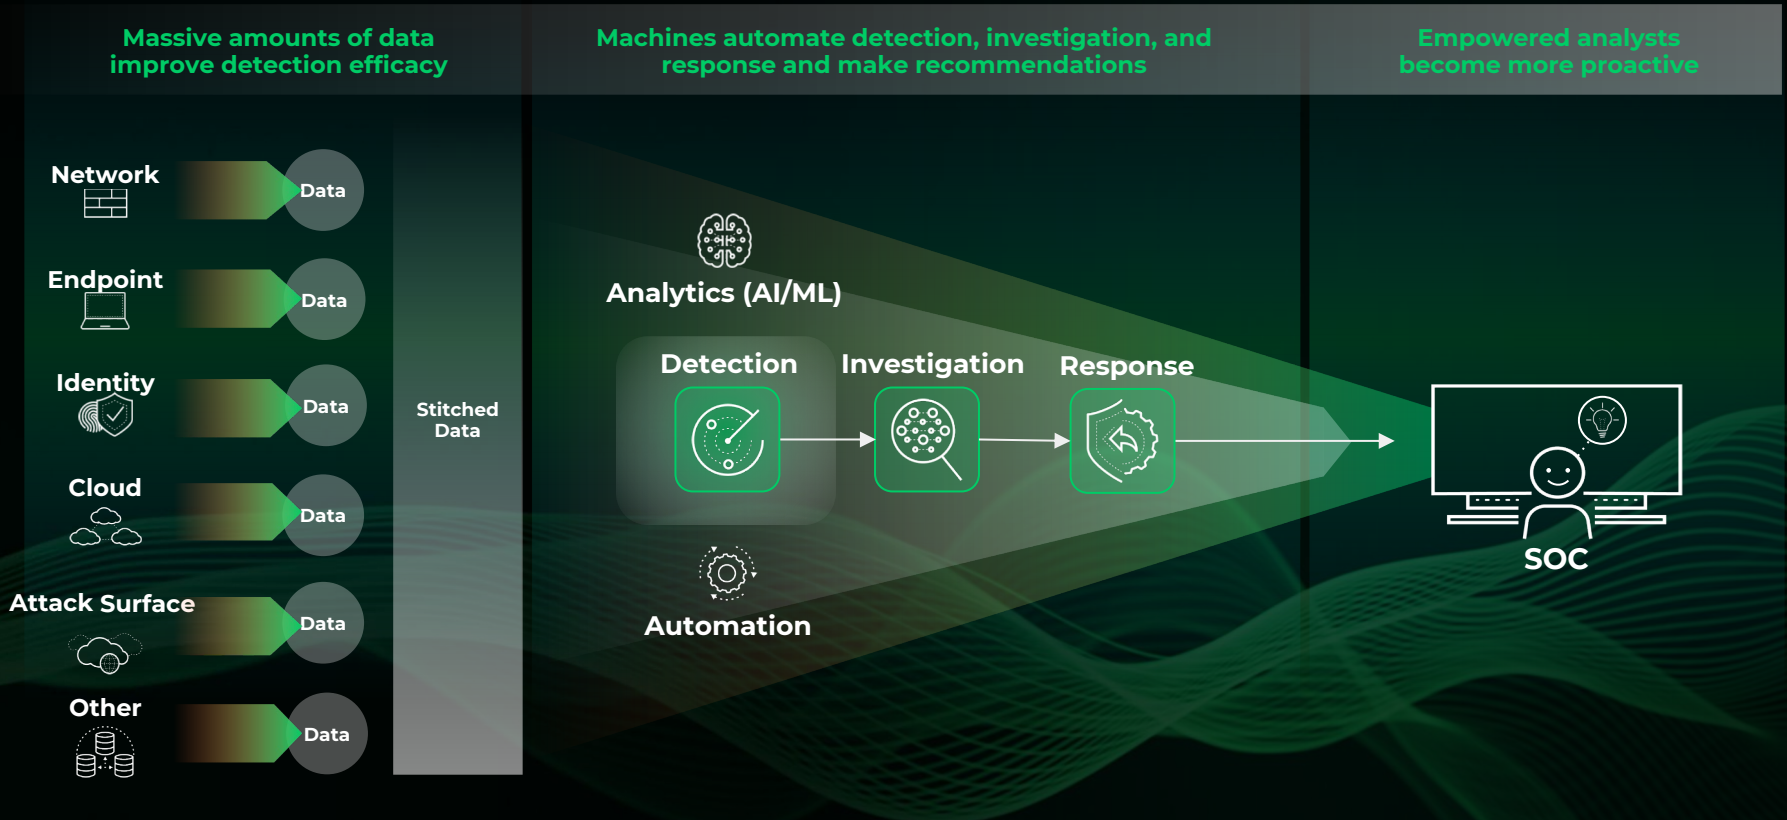 Massive amounts of data
improve detection efficacy
Machines automate detection, investigation, and
response and make recommendations
Empowered analysts
become more proactive
Network
Data
Endpoint
Data
Identity
Data
Cloud
Data
Attack Surface
Data
Other
Data
Stitched
Data
Analytics (AI/ML)
Detection
Investigation
Response
Automation
SOC